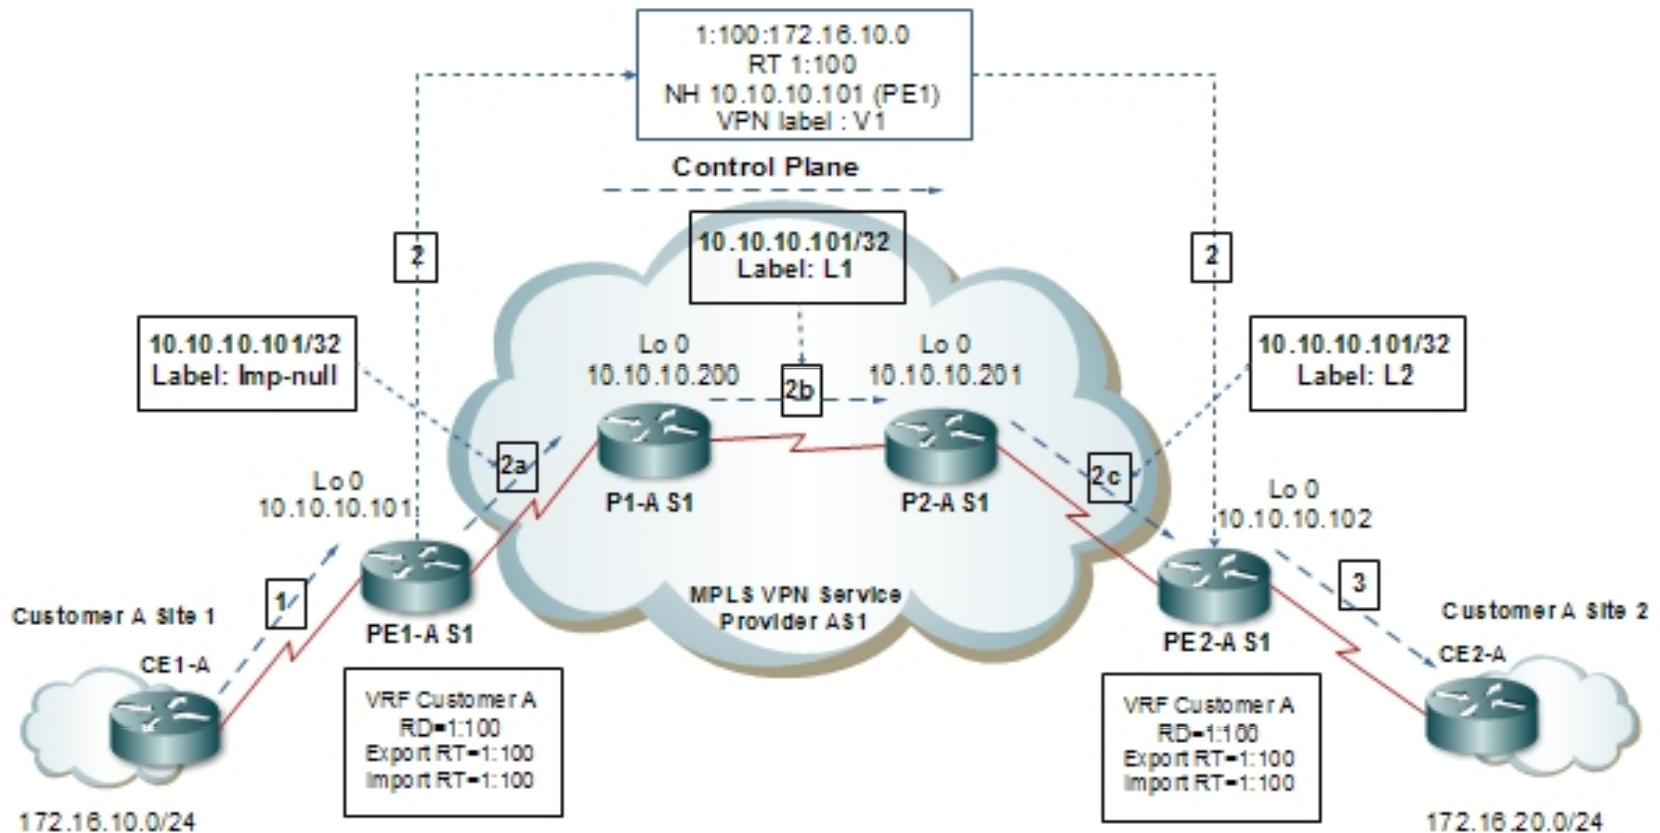 1:100:172.16.10.0
RT 1:100
NH 10.10.10.101 (PE1)
VPN label : V1
Control Plane
2
10.10.10.101/32
Label: L1
2
10.10.10.101/32
Label: Imp-null
Lo 0
10.10.10.200
2b
Lo 0
10.10.10.201
10.10.10.101/32
Label: L2
2a
P1-AS1
P2-AS1
2c
Lo 0
10.10.10.101
Lo 0
10.10.10.102
1
PE1-AS1
MPLS VPN Service
Provider AS1
PE2-AS1
3
Customer A Site 1
CE1-A
Customer A Site 2
CE2-A
VRF Customer A
RD=1:100
Export RT=1:100
Import RT=1:100
VRF Customer A
RD=1:100
Export RT=1:100
Import RT=1:100
172.16.10.0/24
172.16.20.0/24